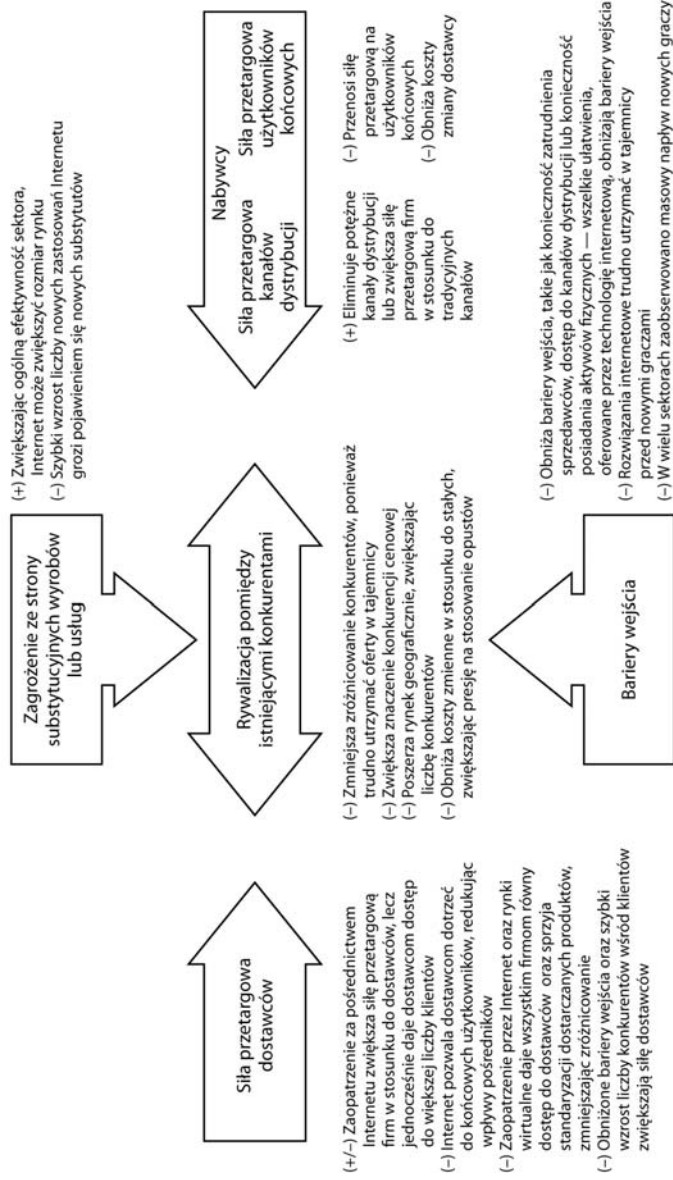 Zagrożenie ze strony
substytucyjnych wyrobów
lub usług
(+) Zwiększając ogólną efektywność sektora,
Internet może zwiększyć rozmiar rynku
(–) Szybki wzrost liczby nowych zastosowań Internetu
grozi pojawieniem się nowych substytutów
Siła przetargowa
dostawców
(+/–) Zaopatrzenie za pośrednictwem
Internetu zwiększa siłę przetargową
firm w stosunku do dostawców, lecz
jednocześnie daje dostawcom dostęp
do większej liczby klientów
(–) Internet pozwala dostawcom dotrzeć
do końcowych użytkowników, redukując
wpływy pośredników
(–) Zaopatrzenie przez Internet oraz rynki
wirtualne daje wszystkim firmom równy
dostęp do dostawców oraz sprzyja
standaryzacji dostarczanych produktów,
zmniejszając zróżnicowanie
(–) Obniżone bariery wejścia oraz szybki
wzrost liczby konkurentów wśród klientów
zwiększają siłę dostawców
Rywalizacja pomiędzy
istniejącymi konkurentami
(–) Zmniejsza zróżnicowanie konkurentów, ponieważ
trudno utrzymać oferty w tajemnicy
(–) Zwiększa znaczenie konkurencji cenowej
(–) Poszerza rynek geograficznie, zwiększając
liczbę konkurentów
(–) Obniża koszty zmienne w stosunku do stałych,
zwiększając presję na stosowanie opustów
Nabywcy
Siła przetargowa
kanałów
dystrybucji
Siła przetargowa
użytkowników
końcowych
(+) Eliminuje potężne
kanały dystrybucji
lub zwiększa siłę
przetargową firm
w stosunku do
tradycyjnych
kanałów
(–) Przenosi siłę
przetargową na
użytkowników
końcowych
(–) Obniża koszty
zmiany dostawcy
Bariery wejścia
(–) Obniża bariery wejścia, takie jak konieczność zatrudnienia
sprzedawców, dostęp do kanałów dystrybucji lub konieczność
posiadania aktywów fizycznych — wszelkie ułatwienia,
oferowane przez technologię internetową, obniżają bariery wejścia
(–) Rozwiązania internetowe trudno utrzymać w tajemnicy
przed nowymi graczami
(–) W wielu sektorach zaobserwowano masowy napływ nowych graczy